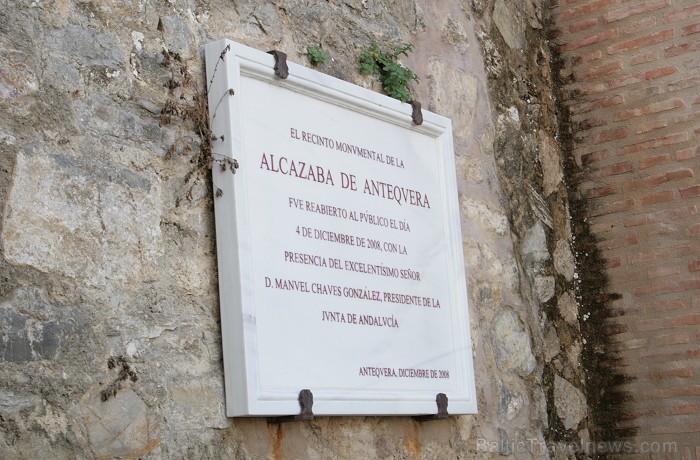 EL RECINTO MONVMENTAL DE LA
ALCAZABA DE ANTEQVERA
FVE REABIERTO AL PÚBLICO EL DÍA
4 DE DICIEMBRE DE 2008, CON LA
PRESENCIA DEL EXCELENTÍSIMO SEÑOR
D. MANVEL CHAVES GONZÁLEZ, PRESIDENTE DE LA
JVNTA DE ANDALVCÍA
ANTEQVERA, DICIEMBRE DE 2008
BalticTravelnews.com